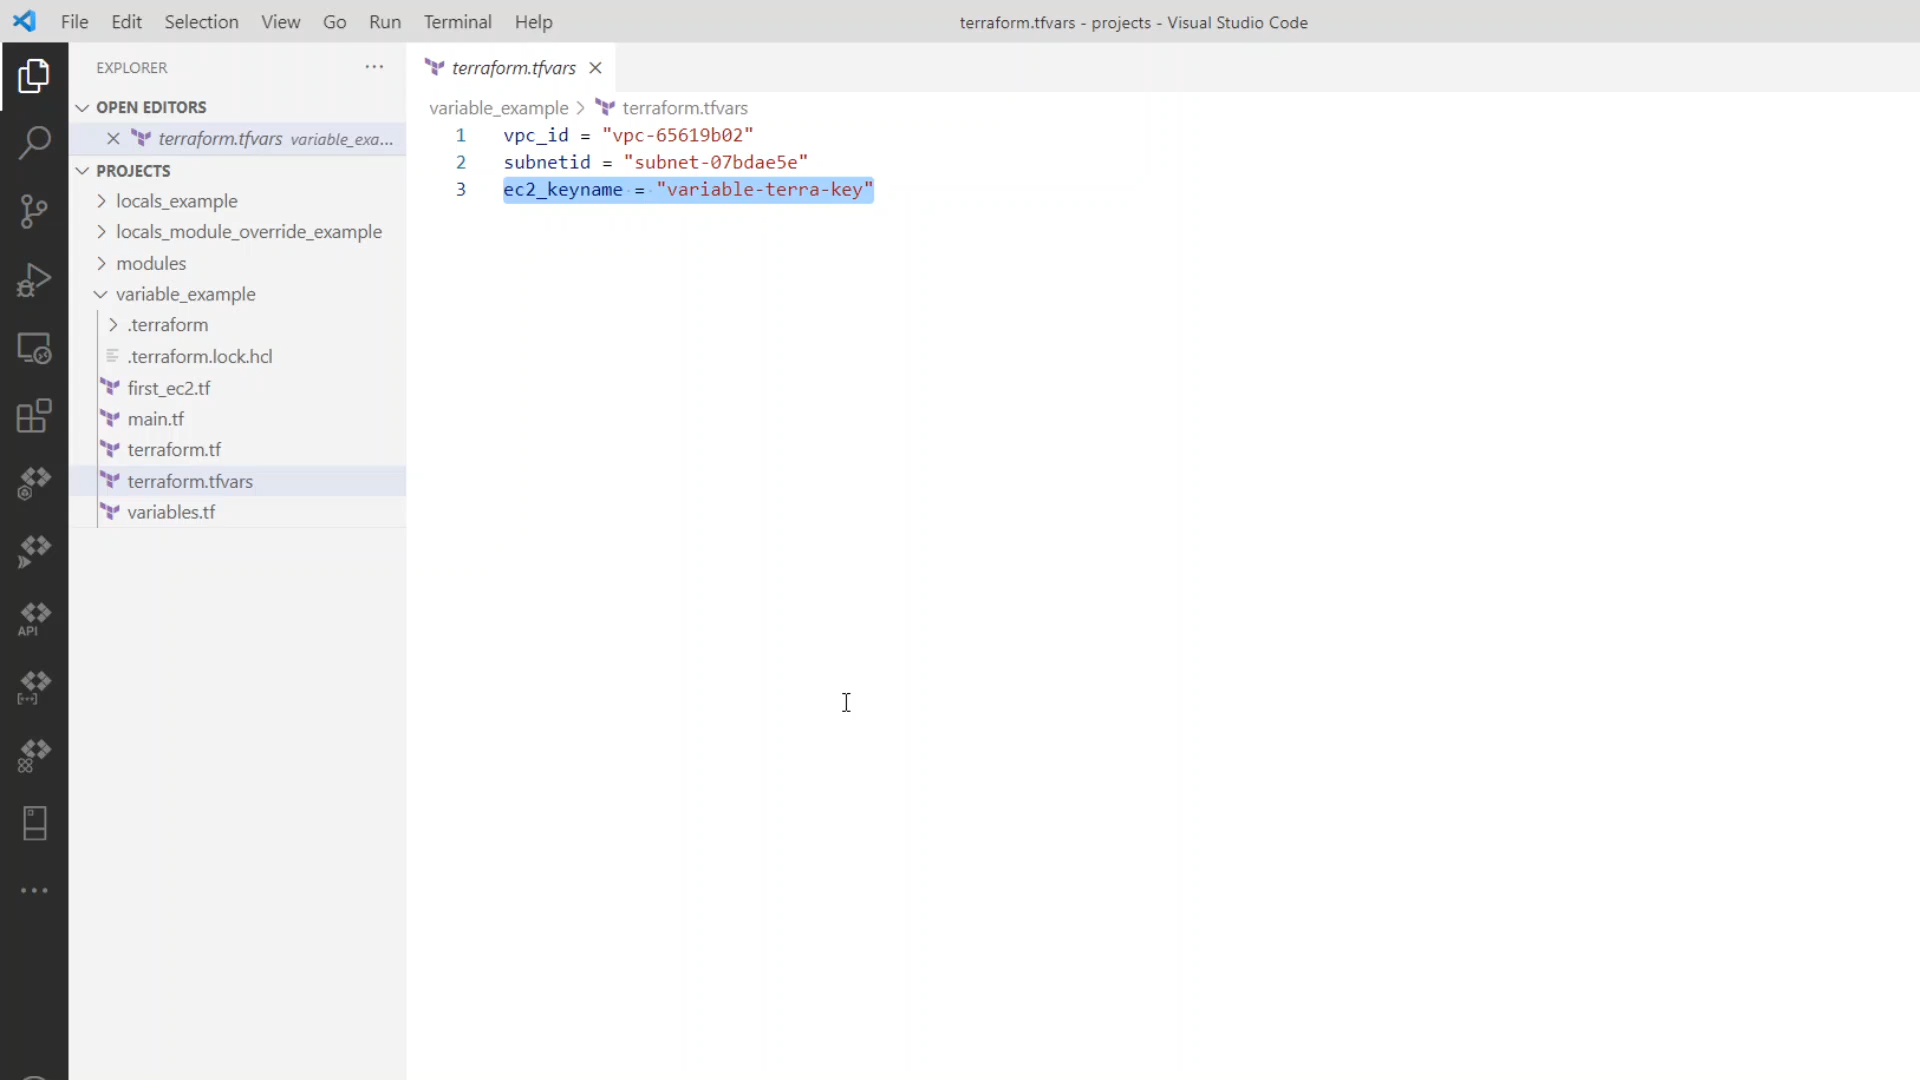 File Edit Selection View Go Run Terminal Help
terraform.tfvars - projects - Visual Studio Code
EXPLORER
OPEN EDITORS
terraform.tfvars variable_exa...
PROJECTS
locals_example
locals_module_override_example
modules
variable_example
.terraform
.terraform.lock.hcl
first_ec2.tf
main.tf
terraform.tf
terraform.tfvars
variables.tf
API
terraform.tfvars
variable_example > terraform.tfvars
1 vpc_id = "vpc-65619b02"
2 subnetid = "subnet-07bdae5e"
3 ec2_keyname = "variable-terra-key"